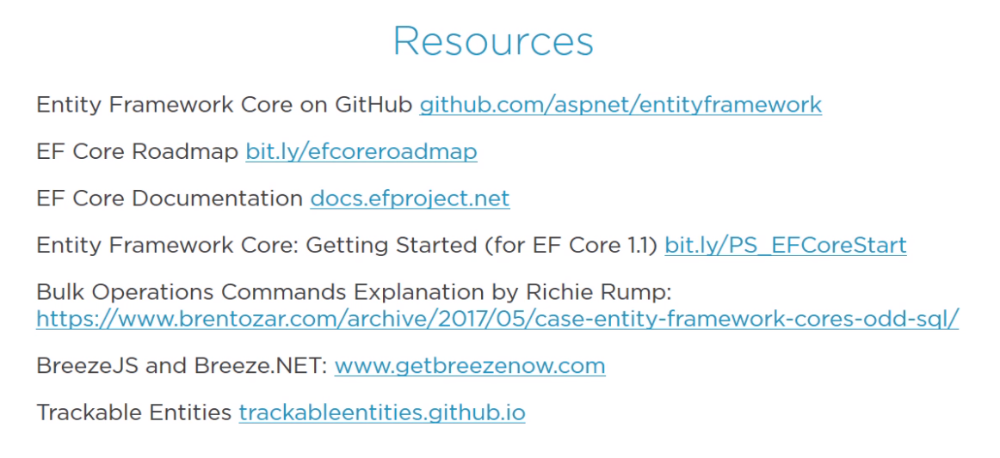 Resources
Entity Framework Core on GitHub github.com/aspnet/entityframework
EF Core Roadmap bit.ly/efcoreroadmap
EF Core Documentation docs.efproject.net
Entity Framework Core: Getting Started (for EF Core 1.1) bit.ly/PS_EFCoreStart
Bulk Operations Commands Explanation by Richie Rump:
https://www.brentozar.com/archive/2017/05/case-entity-framework-cores-odd-sql/
BreezeJS and Breeze.NET: www.getbreezenow.com
Trackable Entities trackableentities.github.io